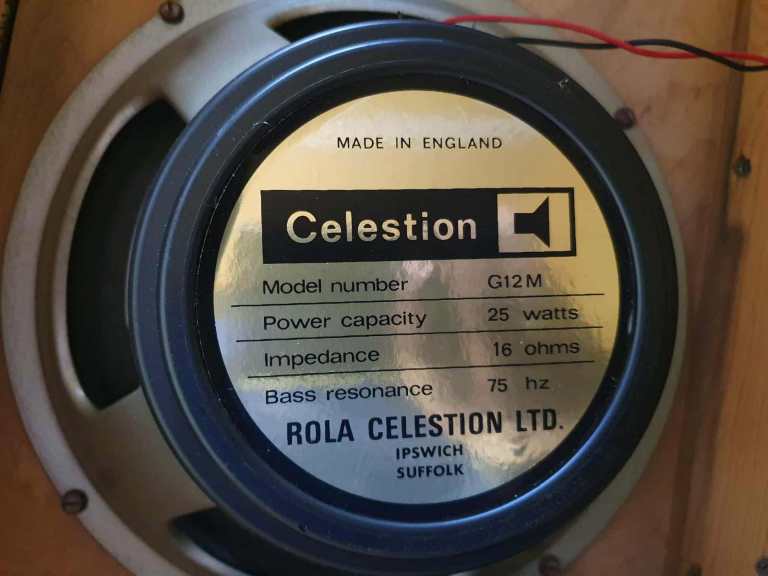 MADE IN ENGLAND
Celestion
Model number G12M
Power capacity 25 watts
Impedance 16 ohms
Bass resonance 75 hz
ROLA CELESTION LTD.
IPSWICH
SUFFOLK